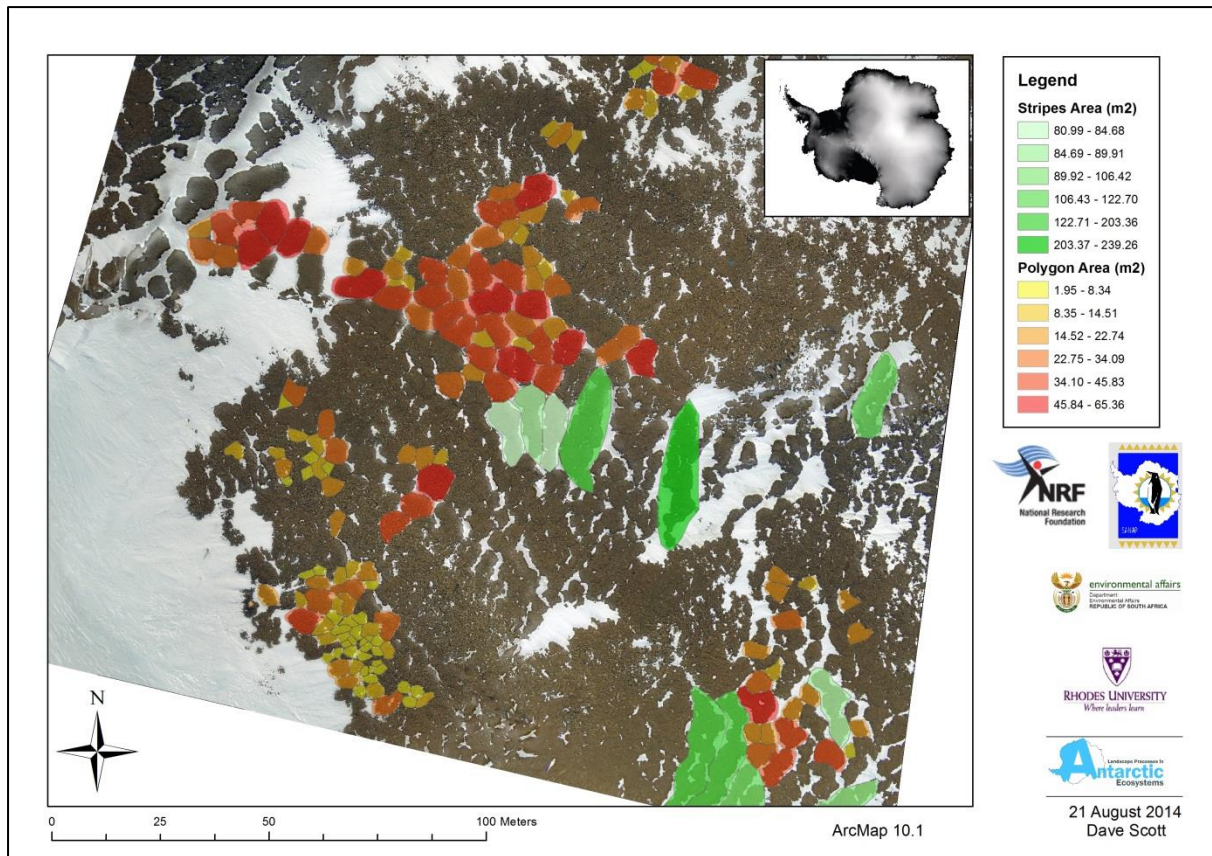 Legend
Stripes Area (m2)
80.99 - 84.68
84.69 - 89.91
89.92 - 106.42
106.43 - 122.70
122.71 - 203.36
203.37 - 239.26
Polygon Area (m2)
1.95 - 8.34
8.35 - 14.51
14.52 - 22.74
22.75 - 34.09
34.10 - 45.83
45.84 - 65.36
NRF
National Research
Foundation
SANAP
environmental affairs
Department:
Environmental Affairs
REPUBLIC OF SOUTH AFRICA
RHODES UNIVERSITY
Where leaders learn
Landscape Processes in
Antarctic
Ecosystems
21 August 2014
Dave Scott
N
0 25 50 100 Meters
ArcMap 10.1